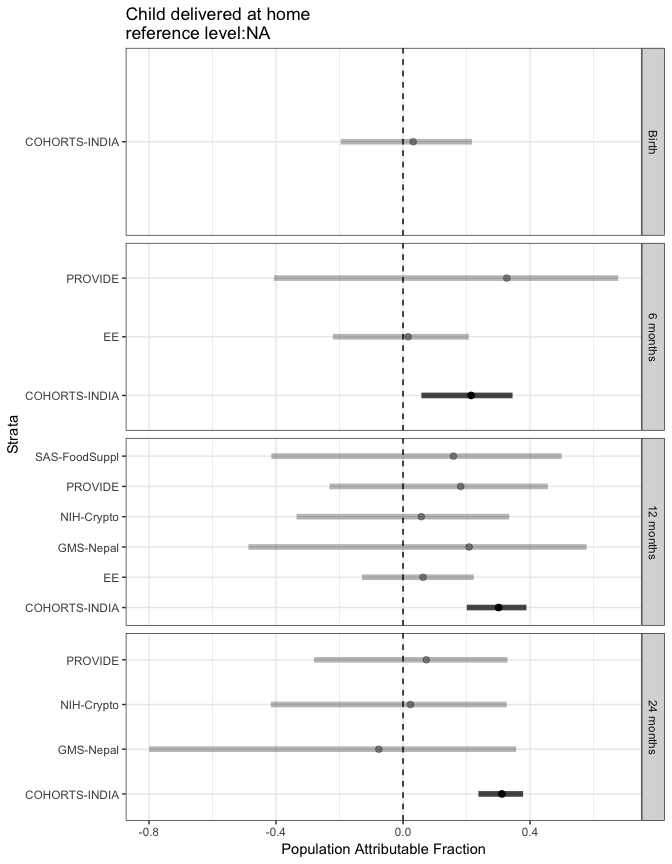 Child delivered at home
reference level:NA
COHORTS-INDIA
Birth
PROVIDE
EE
COHORTS-INDIA
6 months
SAS-FoodSuppl
PROVIDE
NIH-Crypto
GMS-Nepal
EE
COHORTS-INDIA
12 months
PROVIDE
NIH-Crypto
GMS-Nepal
COHORTS-INDIA
24 months
Strata
-0.8 -0.4 0.0 0.4
Population Attributable Fraction